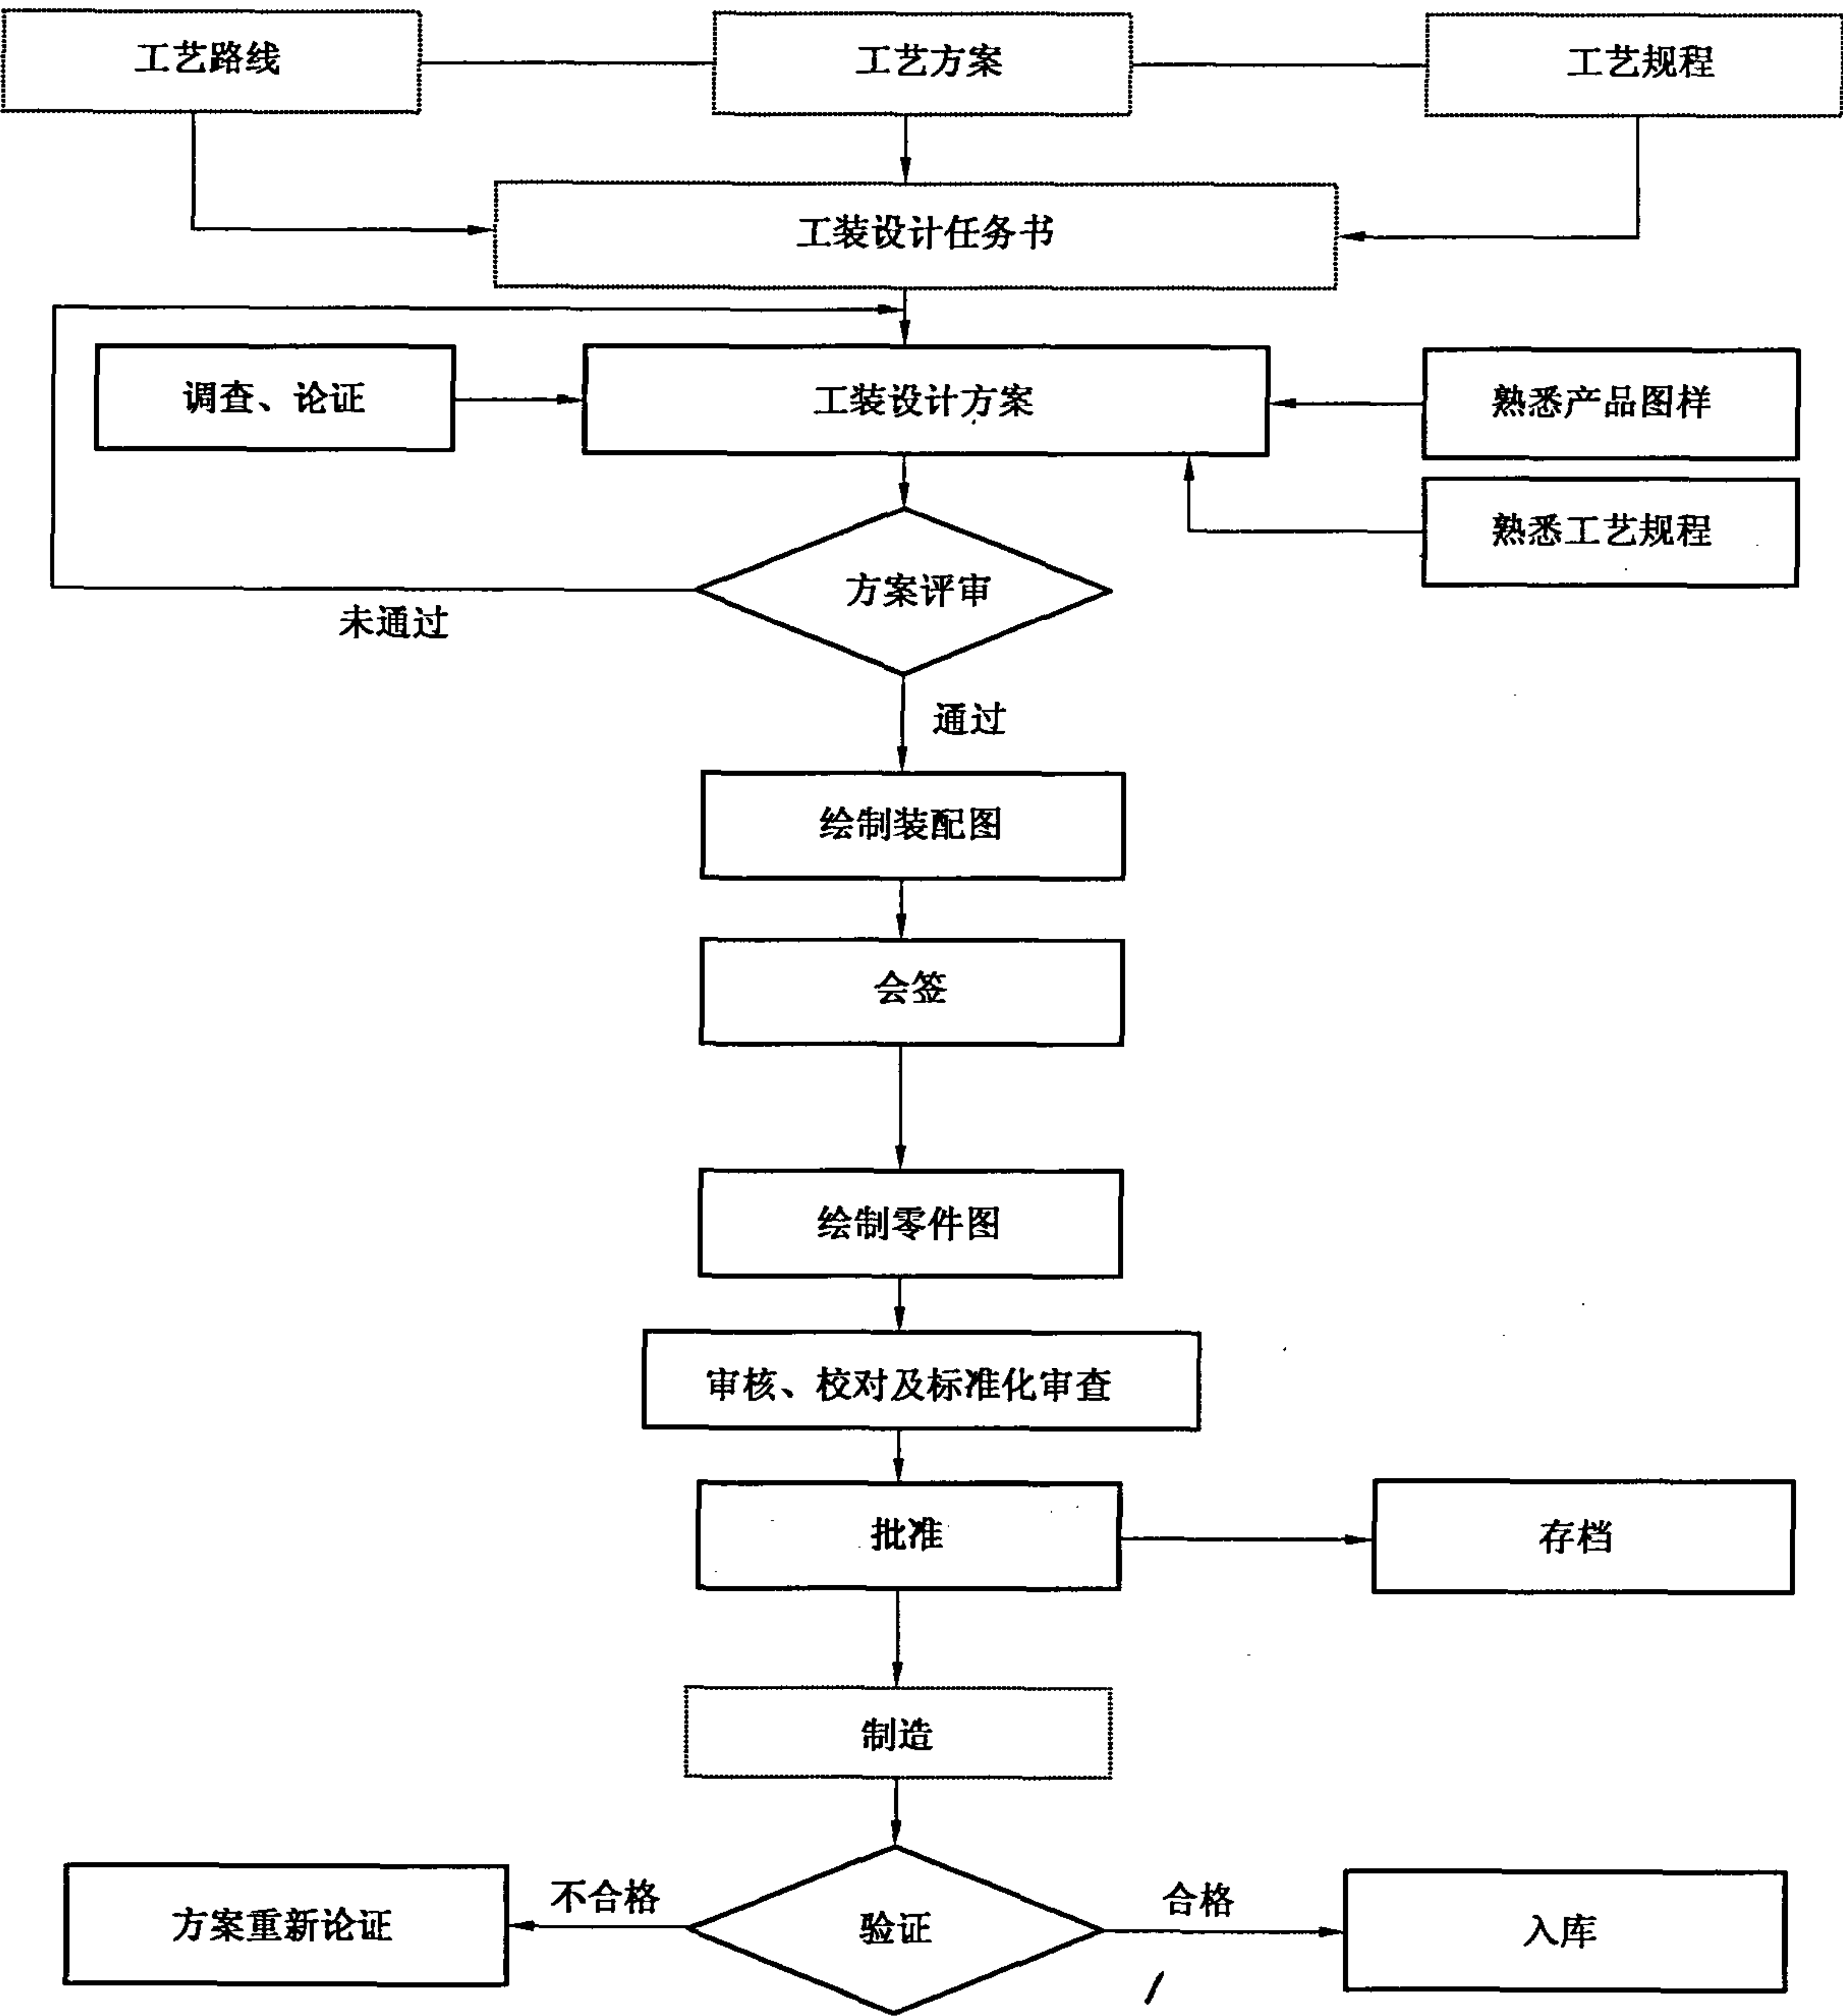 工艺路线
工艺方案
工艺规程
工装设计任务书
调查、论证
工装设计方案
熟悉产品图样
熟悉工艺规程
方案评审
未通过
通过
绘制装配图
会签
绘制零件图
审核、校对及标准化审查
批准
存档
制造
不合格
合格
方案重新论证
验证
入库